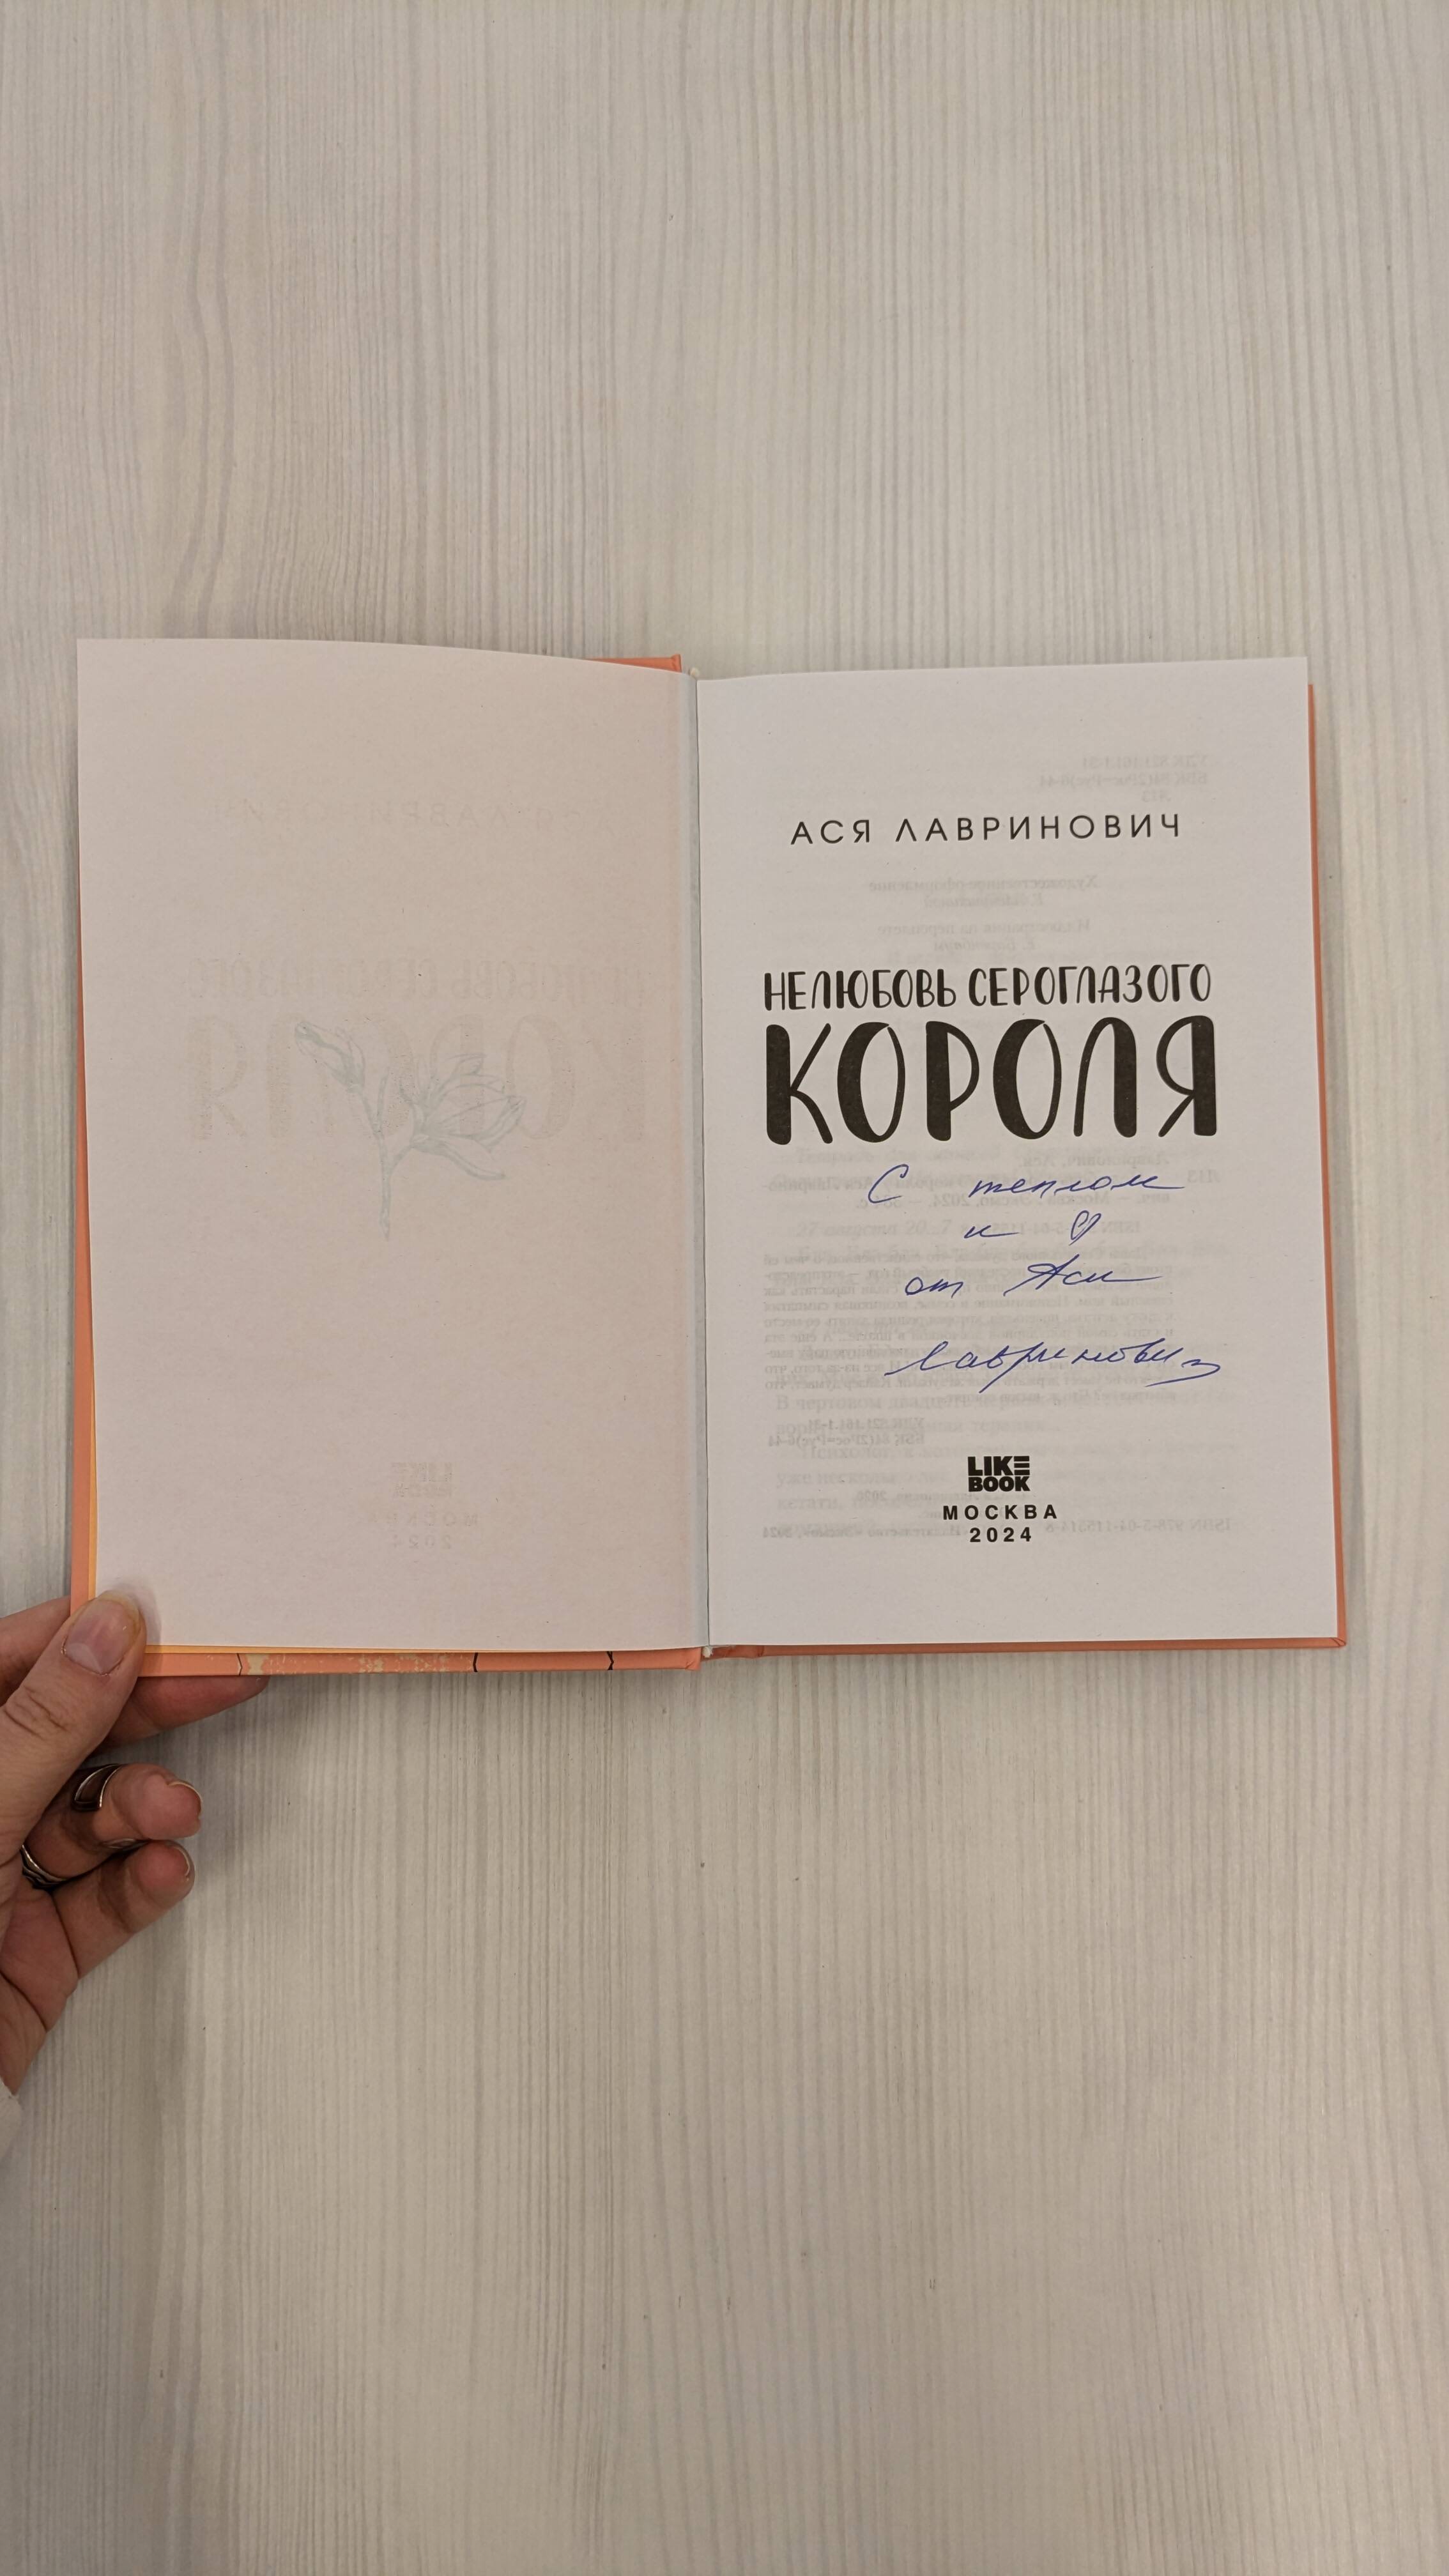 АСЯ ЛАВРИНОВИЧ
НЕЛЮБОВЬ СЕРОГЛАЗОГО
КОРОЛЯ
С теплом
и
от Аси
Лавринович
LIKE
BOOK
МОСКВА
2024